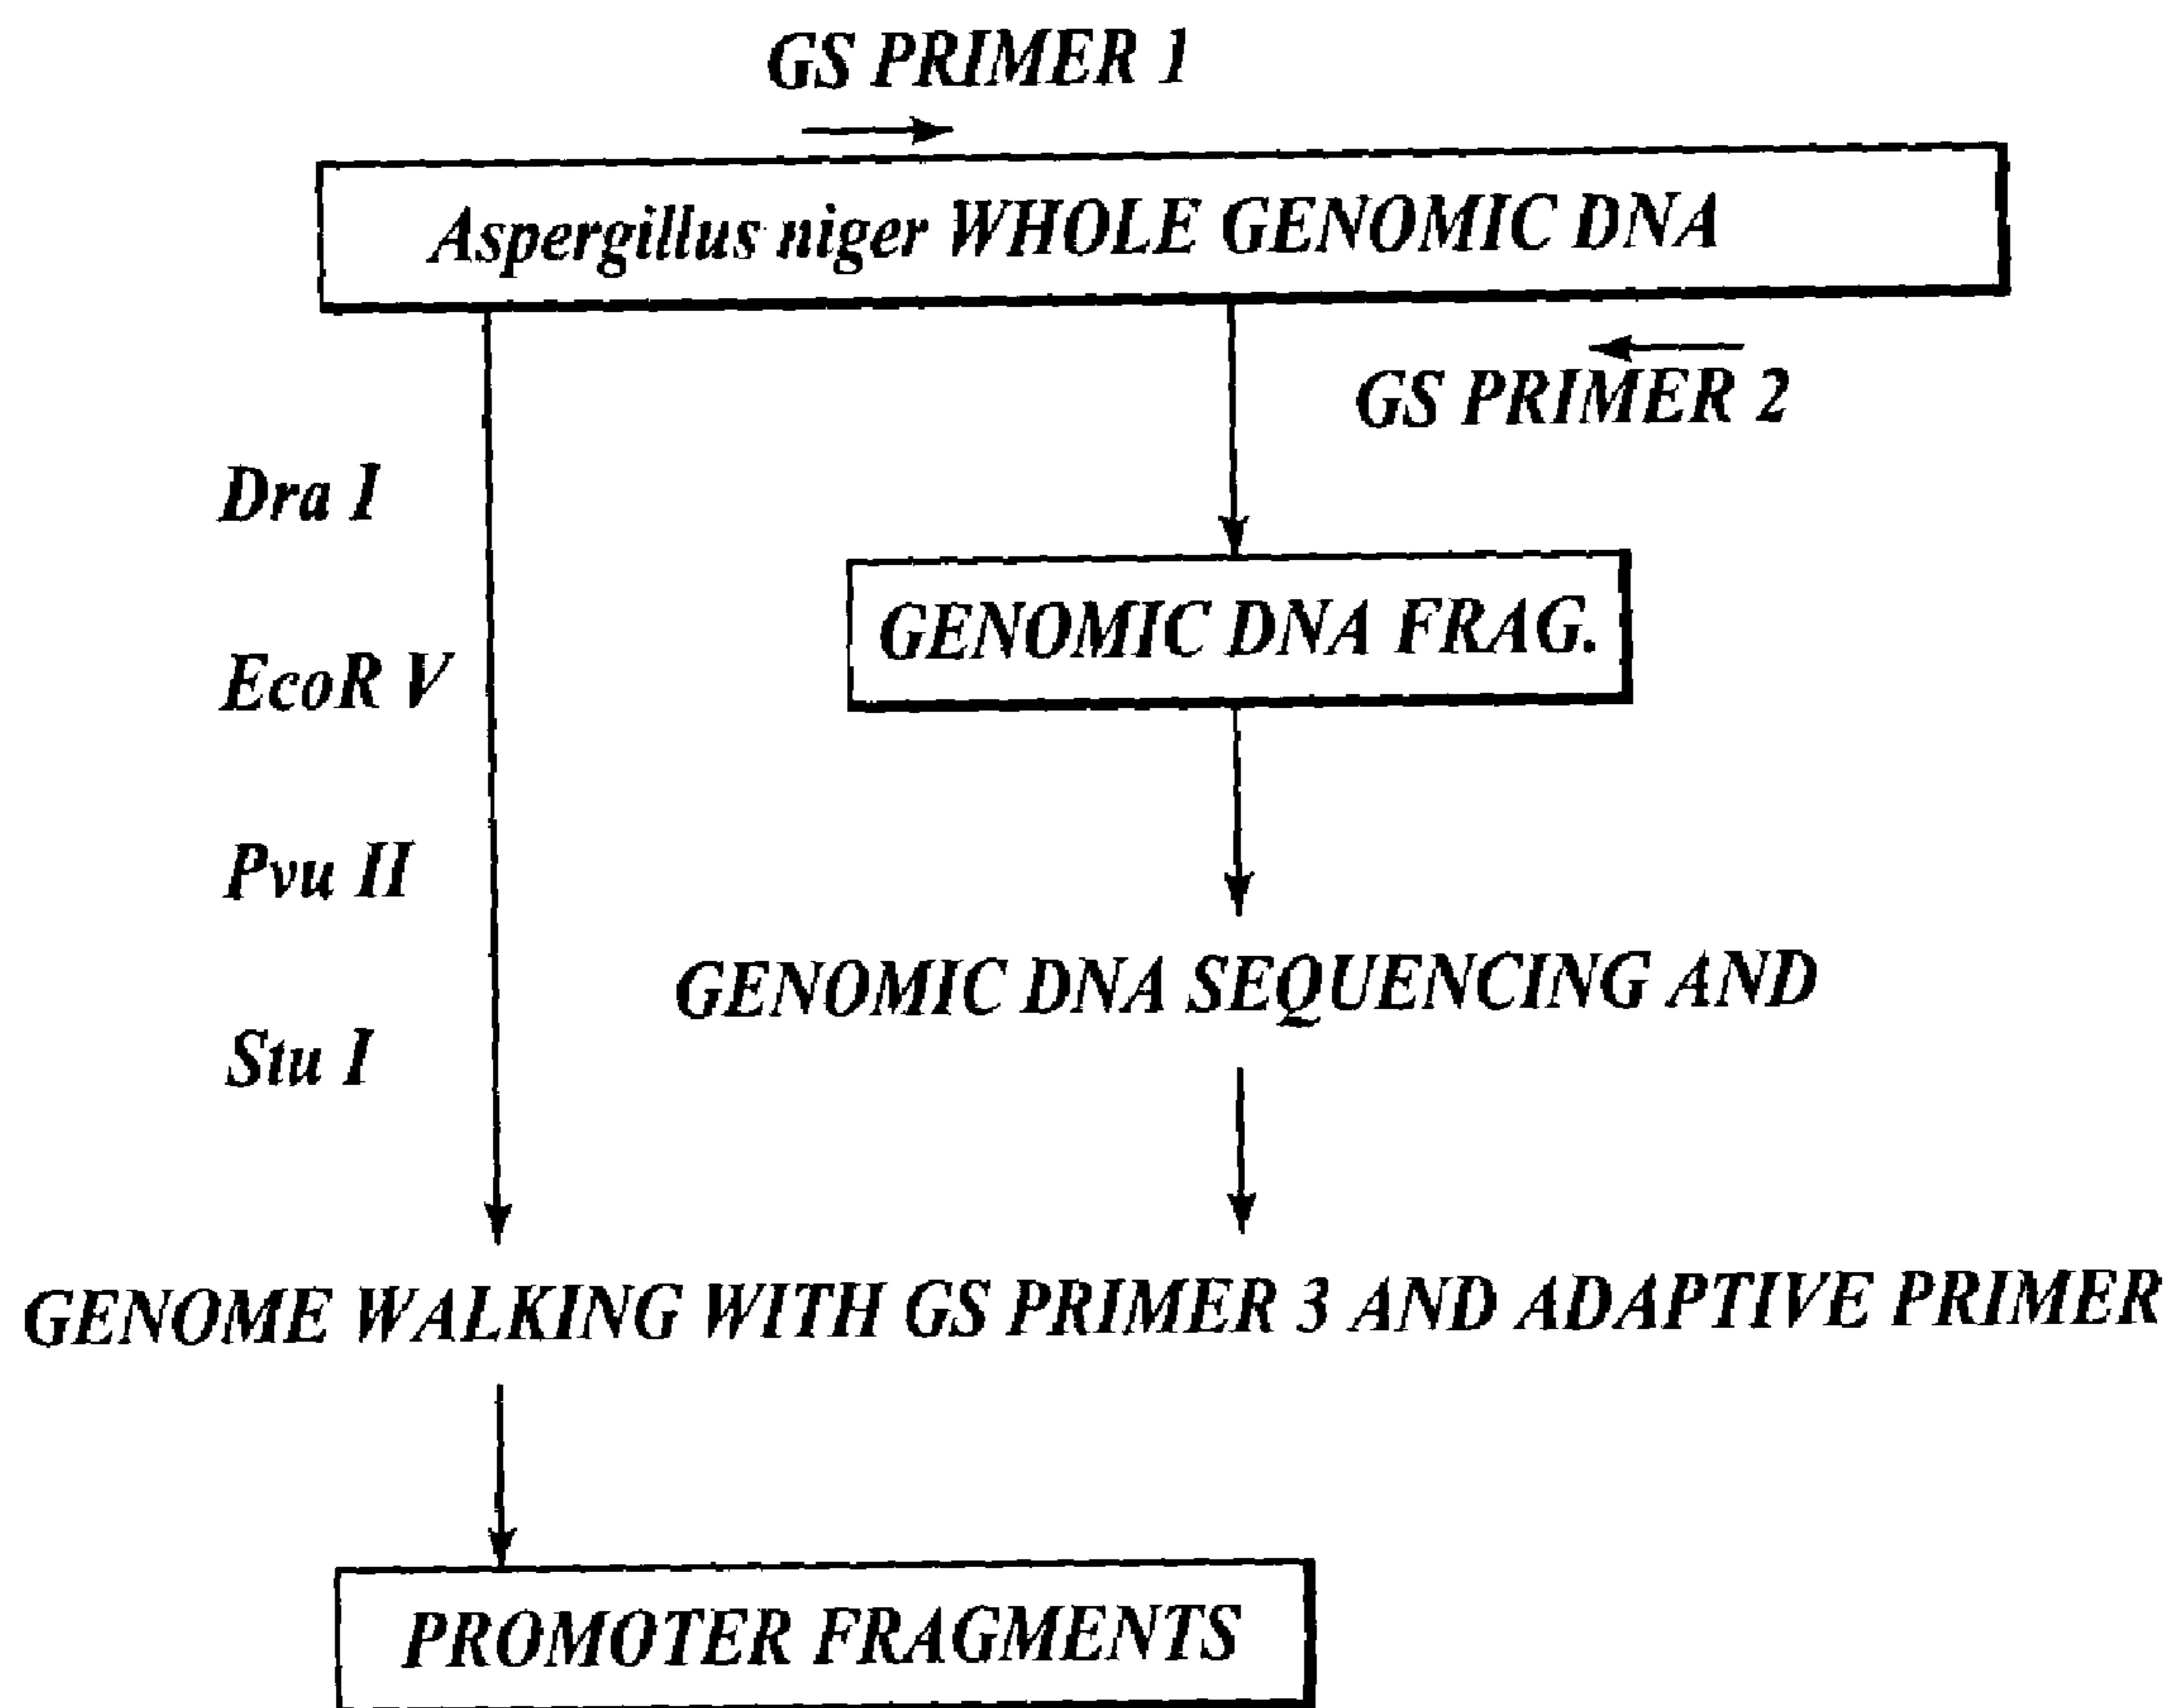 GS PRIMER 1
Aspergillus niger WHOLE GENOMIC DNA
GS PRIMER 2
Dra I
GENOMIC DNA FRAG.
EcoR V
Pvu II
GENOMIC DNA SEQUENCING AND
Stu I
GENOME WALKING WITH GS PRIMER 3 AND ADAPTIVE PRIMER
PROMOTER FRAGMENTS